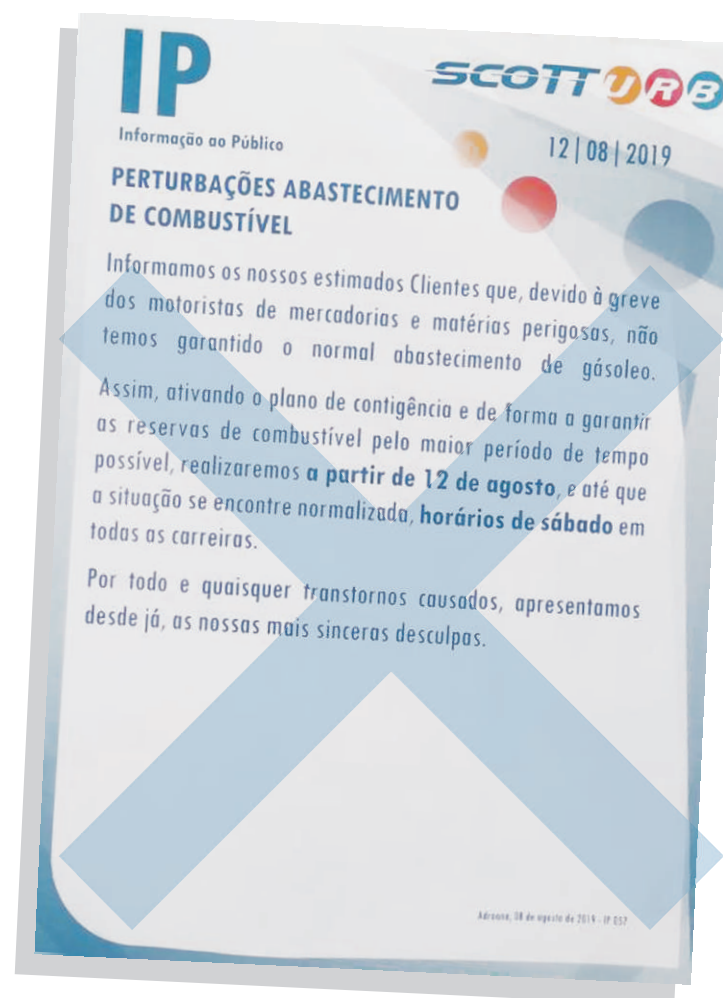 IP
SCOTTURB
Informação ao Público
12 | 08 | 2019
PERTURBAÇÕES ABASTECIMENTO
DE COMBUSTÍVEL
Informamos os nossos estimados Clientes que, devido à greve
dos motoristas de mercadorias e matérias perigosas, não
temos garantido o normal abastecimento de gásoleo.
Assim, ativando o plano de contigência e de forma a garantir
as reservas de combustível pelo maior período de tempo
possível, realizaremos a partir de 12 de agosto, e até que
a situação se encontre normalizada, horários de sábado em
todas as carreiras.
Por todo e quaisquer transtornos causados, apresentamos
desde já, as nossas mais sinceras desculpas.
Adroana, 08 de agosto de 2019 - IP 057